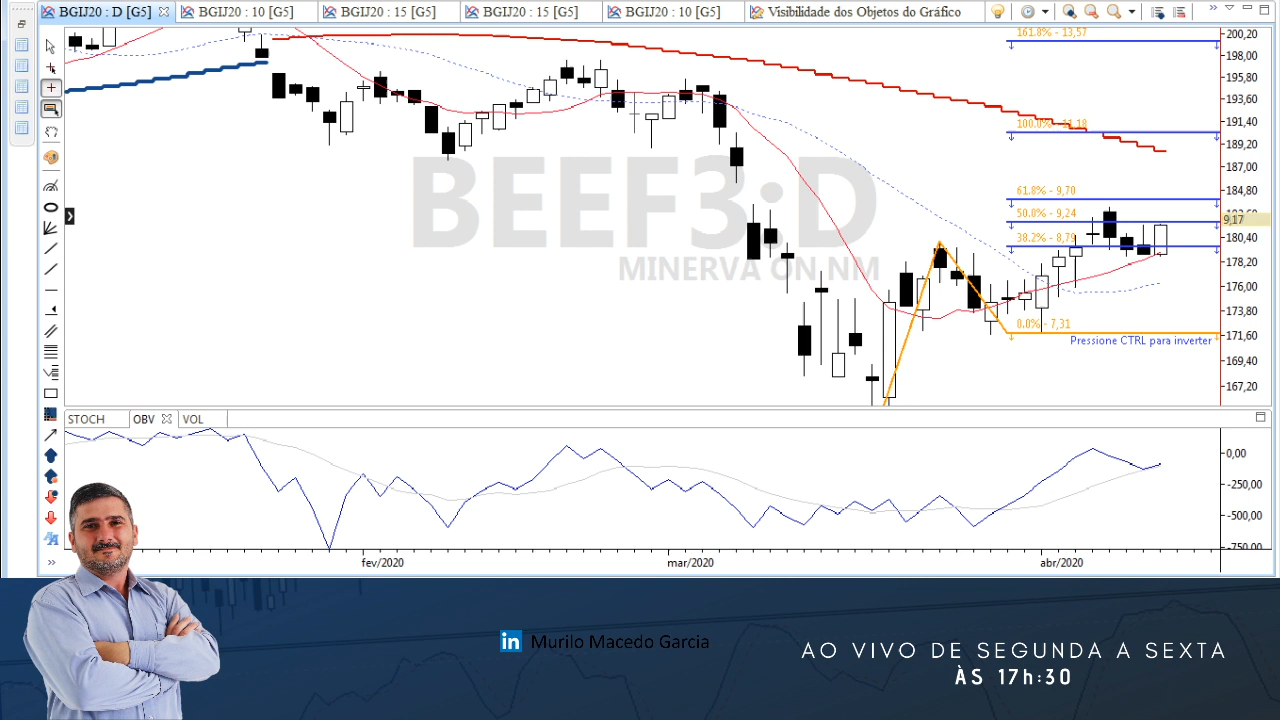 BGIJ20 : D [G5]
BGIJ20 : 10 [G5]
BGIJ20 : 15 [G5]
BGIJ20 : 15 [G5]
BGIJ20 : 10 [G5]
Visibilidade dos Objetos do Gráfico
BEEF3:D
MINERVA ON NM
161.8% - 13,57
100.0% - 11,18
61.8% - 9,70
50.0% - 9,24
38.2% - 8,79
0.0% - 7,31
Pressione CTRL para inverter
200,20
198,00
195,80
193,60
191,40
189,20
187,00
184,80
9,17
180,40
178,20
176,00
173,80
171,60
169,40
167,20
STOCH
OBV
VOL
0,00
-250,00
-500,00
-750,00
fev/2020
mar/2020
abr/2020
in Murilo Macedo Garcia
AO VIVO DE SEGUNDA A SEXTA
ÀS 17h:30